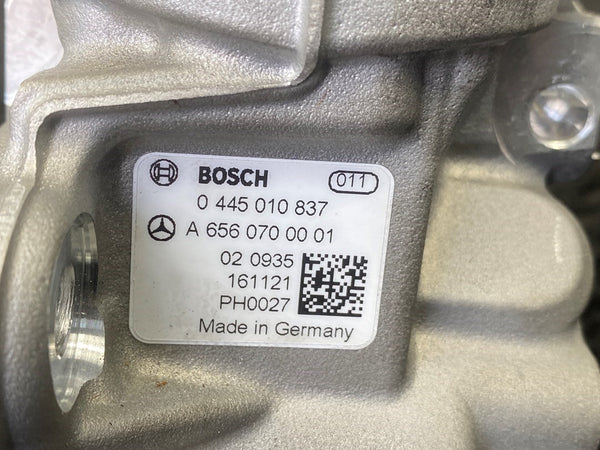 BOSCH 011
0 445 010 837
A 656 070 00 01
02 0935
161121
PH0027
Made in Germany